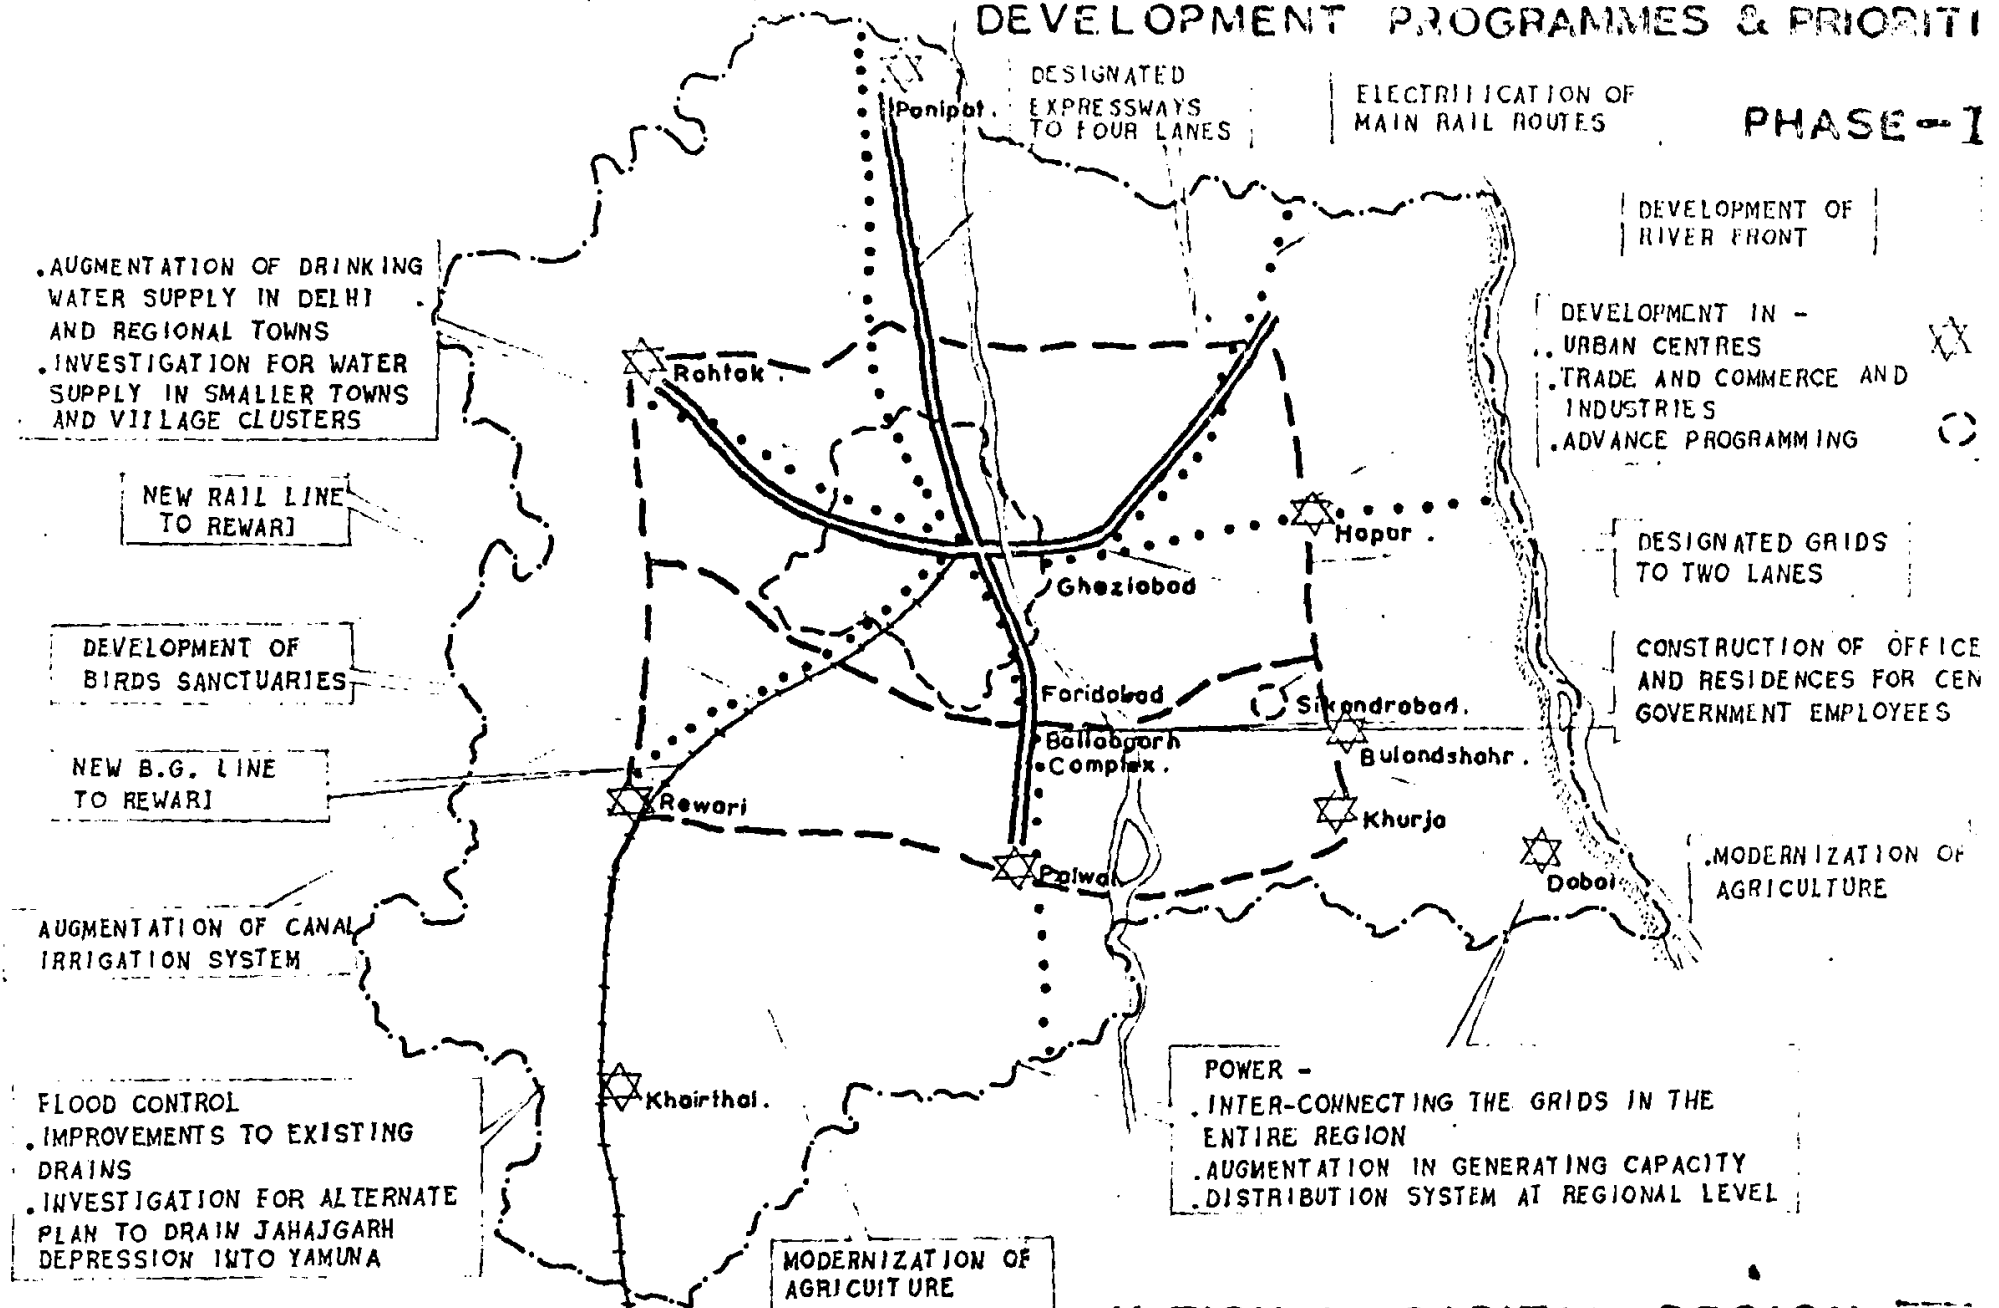 DEVELOPMENT PROGRAMMES & PRIORITI
PHASE-I
DESIGNATED
EXPRESSWAYS
TO FOUR LANES
ELECTRIIICATION OF
MAIN RAIL ROUTES
DEVELOPMENT OF
RIVER FRONT
DEVELOPMENT IN -
. URBAN CENTRES
.TRADE AND COMMERCE AND
INDUSTRIES
.ADVANCE PROGRAMMING
.AUGMENTATION OF DRINKING
WATER SUPPLY IN DELHI
AND REGIONAL TOWNS
.INVESTIGATION FOR WATER
SUPPLY IN SMALLER TOWNS
AND VIILAGE CLUSTERS
NEW RAIL LINE
TO REWARI
DEVELOPMENT OF
BIRDS SANCTUARIES
NEW B.G. LINE
TO REWARI
AUGMENTATION OF CANAL
IRRIGATION SYSTEM
FLOOD CONTROL
.IMPROVEMENTS TO EXISTING
DRAINS
.INVESTIGATION FOR ALTERNATE
PLAN TO DRAIN JAHAJGARH
DEPRESSION INTO YAMUNA
Panipat.
Rohtak.
Hapur.
Ghaziabad
Faridabad
Ballabgarh
Complex.
Sikandrabad.
Bulandshahr.
Khurja
Rewari
Palwal
Dabai
Khairthal.
DESIGNATED GRIDS
TO TWO LANES
CONSTRUCTION OF OFFICE
AND RESIDENCES FOR CEN
GOVERNMENT EMPLOYEES
.MODERNIZATION OF
AGRICULTURE
POWER -
.INTER-CONNECTING THE GRIDS IN THE
ENTIRE REGION
.AUGMENTATION IN GENERATING CAPACITY
.DISTRIBUTION SYSTEM AT REGIONAL LEVEL
MODERNIZATION OF
AGRICUITURE